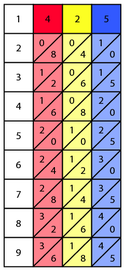 1 4 2 5
2 0 8 0 4 1 0
3 1 2 0 6 1 5
4 1 6 0 8 2 0
5 2 0 1 0 2 5
6 2 4 1 2 3 0
7 2 8 1 4 3 5
8 3 2 1 6 4 0
9 3 6 1 8 4 5